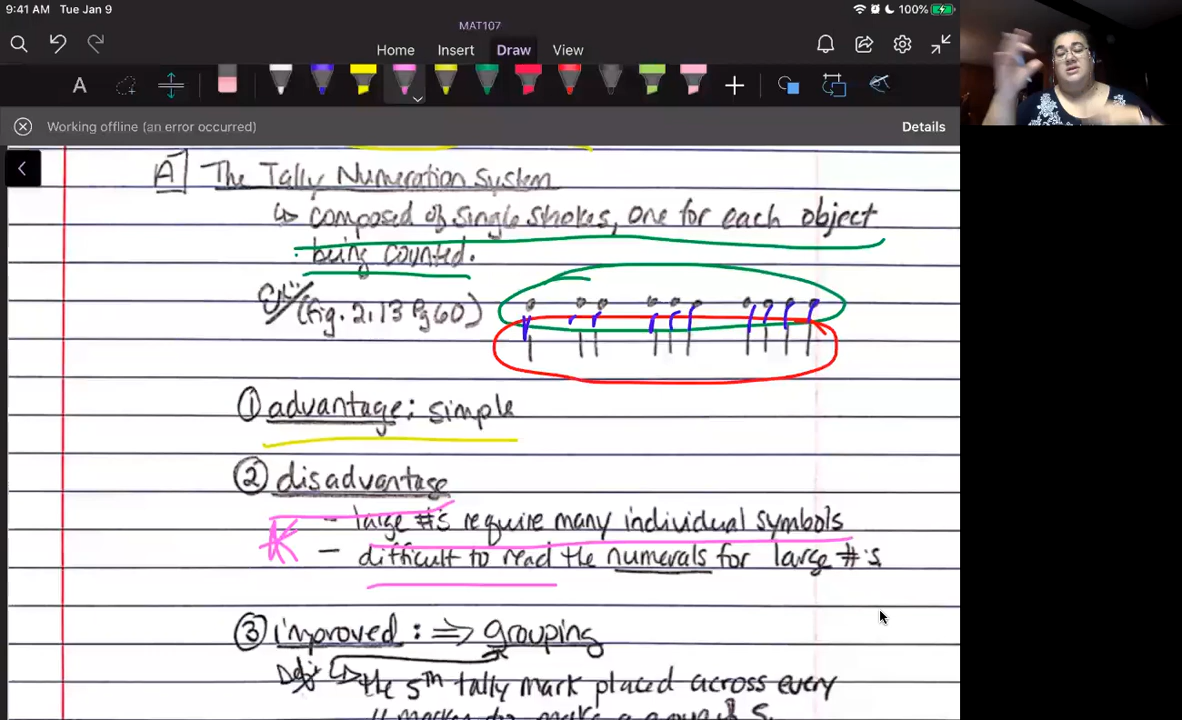 9:41 AM Tue Jan 9
100%
MAT107
Home Insert Draw View
A
Working offline (an error occurred)
Details
A The Tally Numeration System
↳ composed of single strokes, one for each object
being counted.
Ex// (fig. 2.13 Pg 60)
① advantage: simple
② disadvantage
- large #'s require many individual symbols
- difficult to read the numerals for large #'s
③ improved : ⇒ grouping
Def ↳ the 5th tally mark placed across every